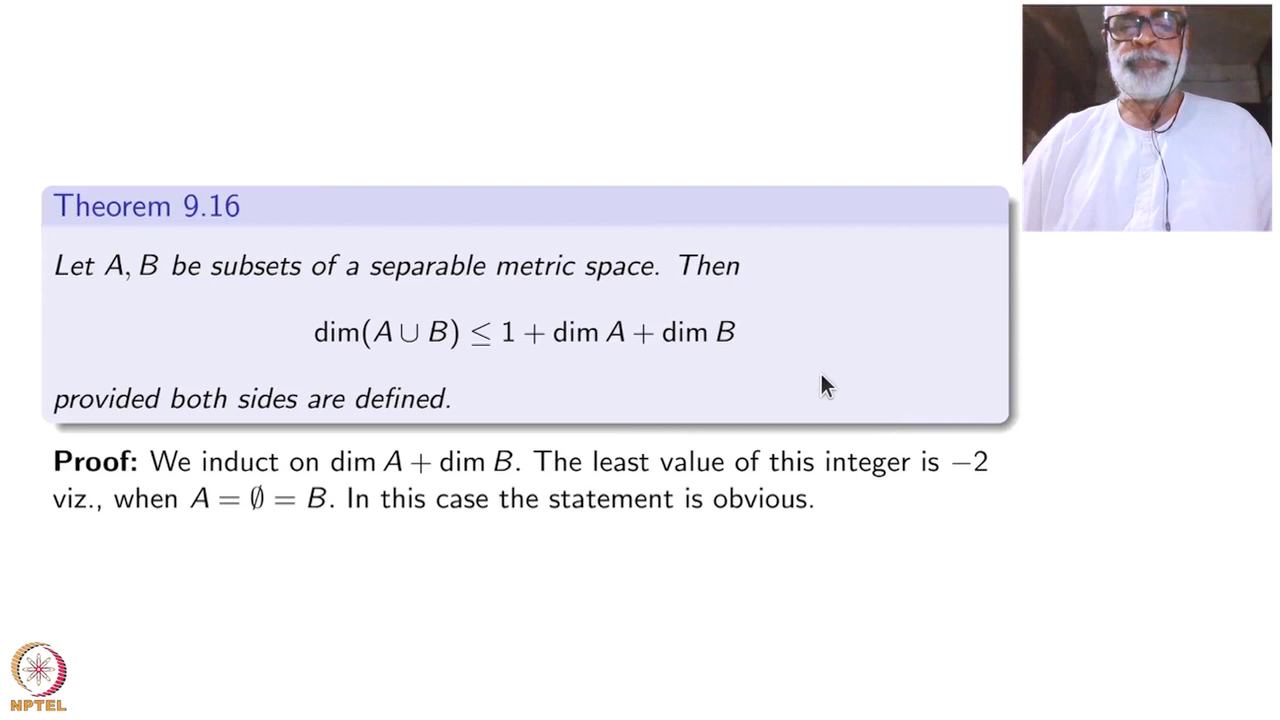 Theorem 9.16
Let A, B be subsets of a separable metric space. Then
dim(A ∪ B) ≤ 1 + dim A + dim B
provided both sides are defined.
Proof: We induct on dim A + dim B. The least value of this integer is −2
viz., when A = ∅ = B. In this case the statement is obvious.
NPTEL